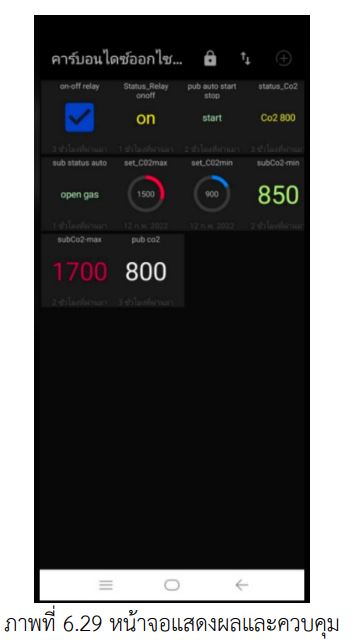 คาร์บอนไดซ์ออกไซ...
on-off relay
Status_Relay onoff
pub auto start stop
status_Co2
on
start
Co2 800
3 ชั่วโมงที่ผ่านมา
1 ชั่วโมงที่ผ่านมา
2 ชั่วโมงที่ผ่านมา
3 ชั่วโมงที่ผ่านมา
sub status auto
set_C02max
set_C02min
subCo2-min
open gas
1500
900
850
1 ชั่วโมงที่ผ่านมา
12 ก.พ. 2022
12 ก.พ. 2022
2 ชั่วโมงที่ผ่านมา
subCo2-max
pub co2
1700
800
2 ชั่วโมงที่ผ่านมา
3 ชั่วโมงที่ผ่านมา
ภาพที่ 6.29 หน้าจอแสดงผลและควบคุม